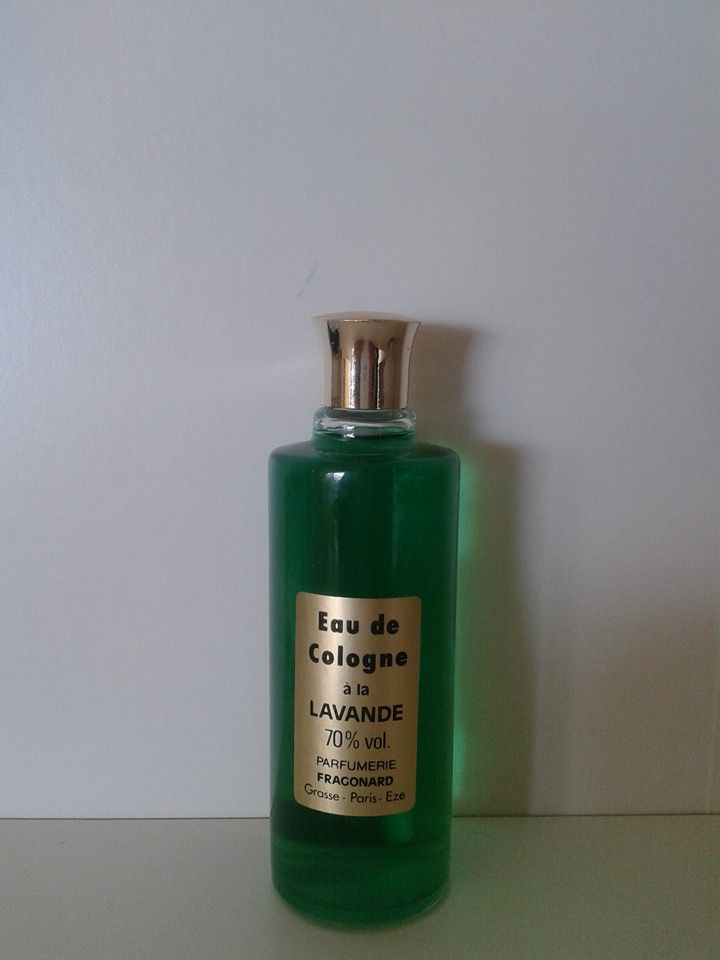 Eau de
Cologne
à la
LAVANDE
70% vol.
PARFUMERIE
FRAGONARD
Grasse - Paris - Eze